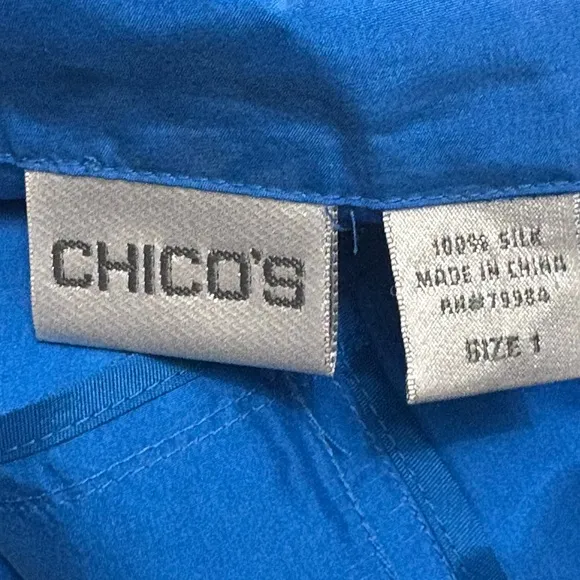 CHICO'S
100% SILK
MADE IN CHINA
RN#79984
SIZE 1